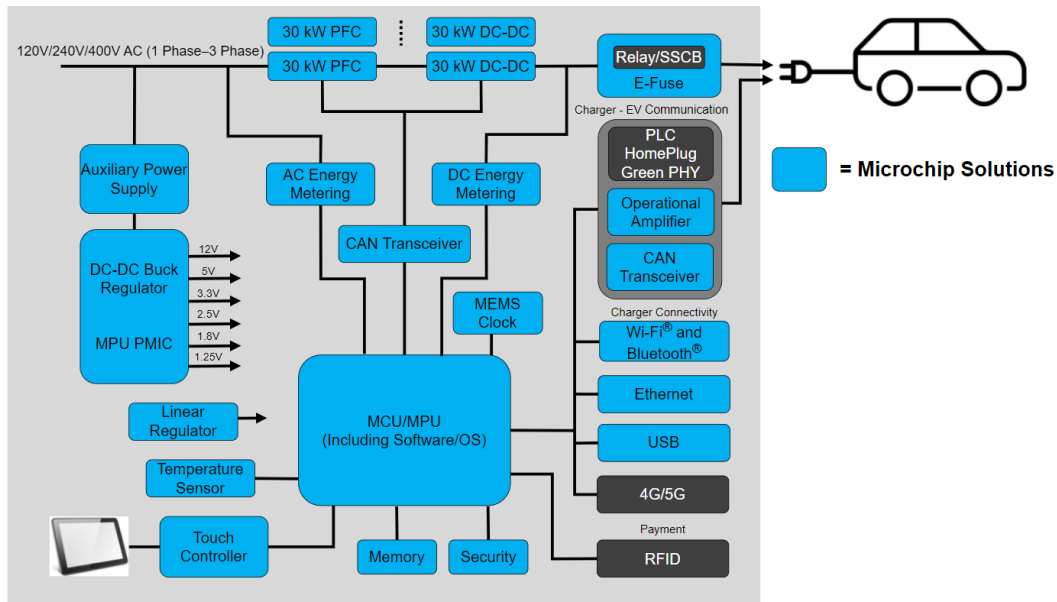 120V/240V/400V AC (1 Phase–3 Phase)
30 kW PFC
30 kW DC-DC
30 kW PFC
30 kW DC-DC
Relay/SSCB
E-Fuse
Charger - EV Communication
PLC
HomePlug
Green PHY
Operational
Amplifier
CAN
Transceiver
= Microchip Solutions
Auxiliary Power
Supply
AC Energy
Metering
DC Energy
Metering
CAN Transceiver
DC-DC Buck
Regulator
MPU PMIC
12V
5V
3.3V
2.5V
1.8V
1.25V
MEMS
Clock
Charger Connectivity
Wi-Fi® and
Bluetooth®
Ethernet
USB
4G/5G
Linear
Regulator
MCU/MPU
(Including Software/OS)
Temperature
Sensor
Touch
Controller
Memory
Security
Payment
RFID